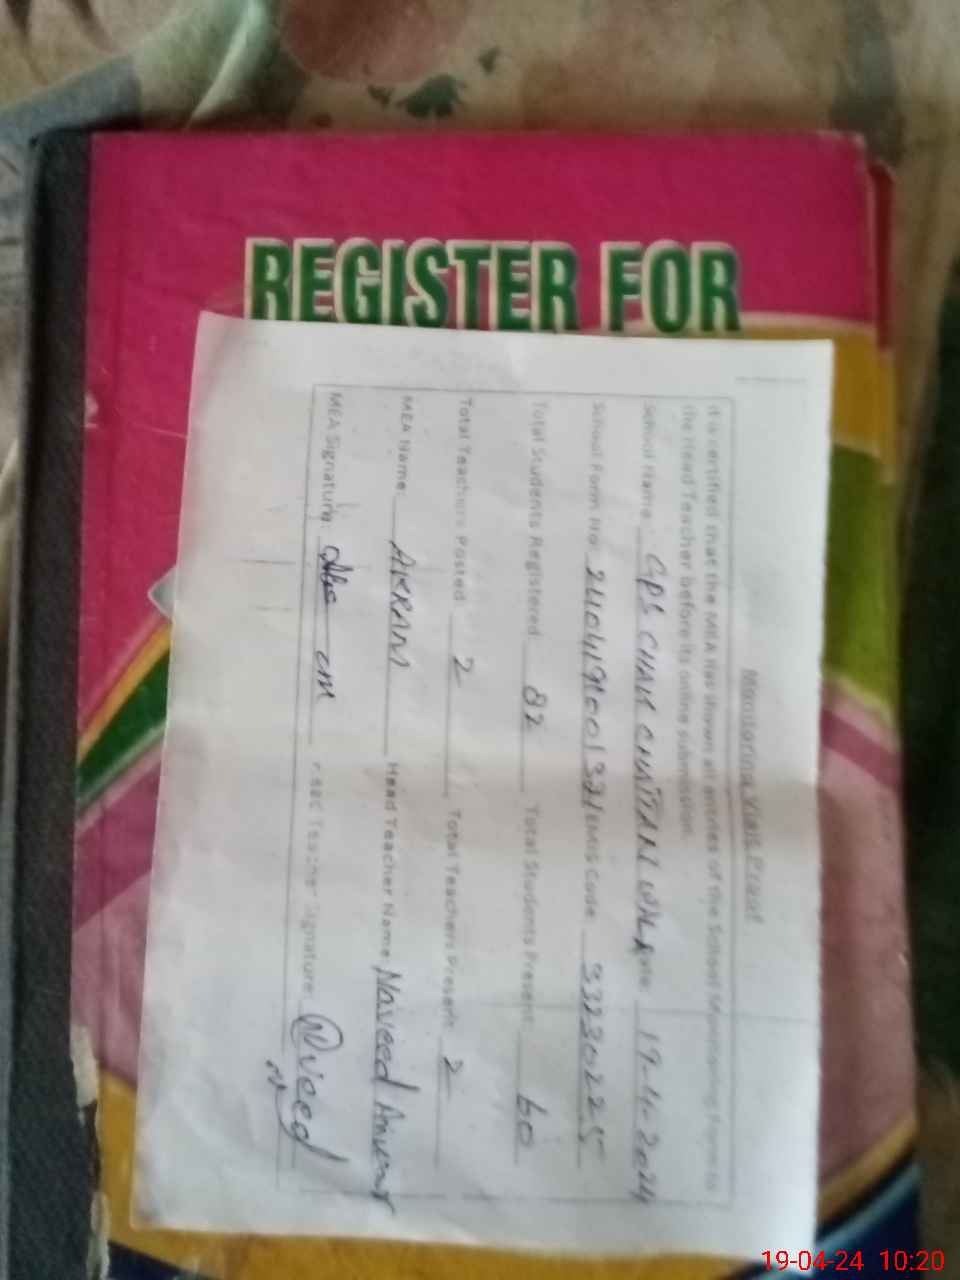 REGISTER FOR
Monitoring Visit Proof
It is certified that the MEA has shown all entries of the School Monitoring Form to
the Head Teacher before its online submission.
School Name: GPS CHAK CHATTAN WALA Date 19-4-2024
School Form No: EMIS Code 33230225
Total Students Registered 82 Total Students Present 60
Total Teachers Posted 2 Total Teachers Present 2
MEA Name: AKRAM Head Teacher Name Naveed Anwar
MEA Signature Teacher Signature: Naveed
19-04-24 10:20